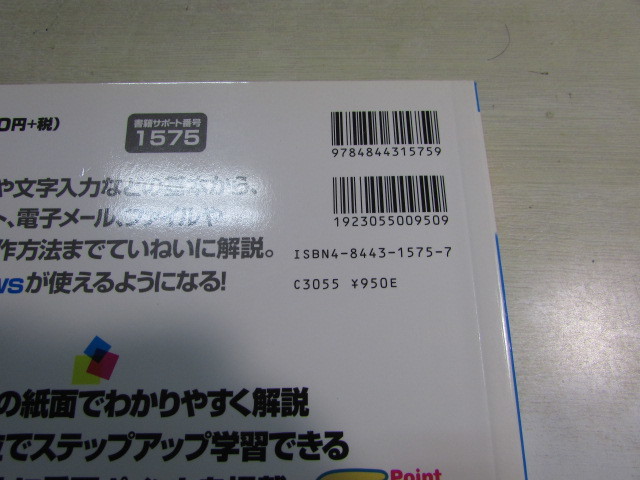 0円+税)
書籍サポート番号
1575
9784844315759
1923055009509
ISBN4-8443-1575-7
C3055 ¥950E
や文字入力などの基本から、
ト、電子メール、ファイルや
作方法までていねいに解説。
wsが使えるようになる!
の紙面でわかりやすく解説
でステップアップ学習できる
Point